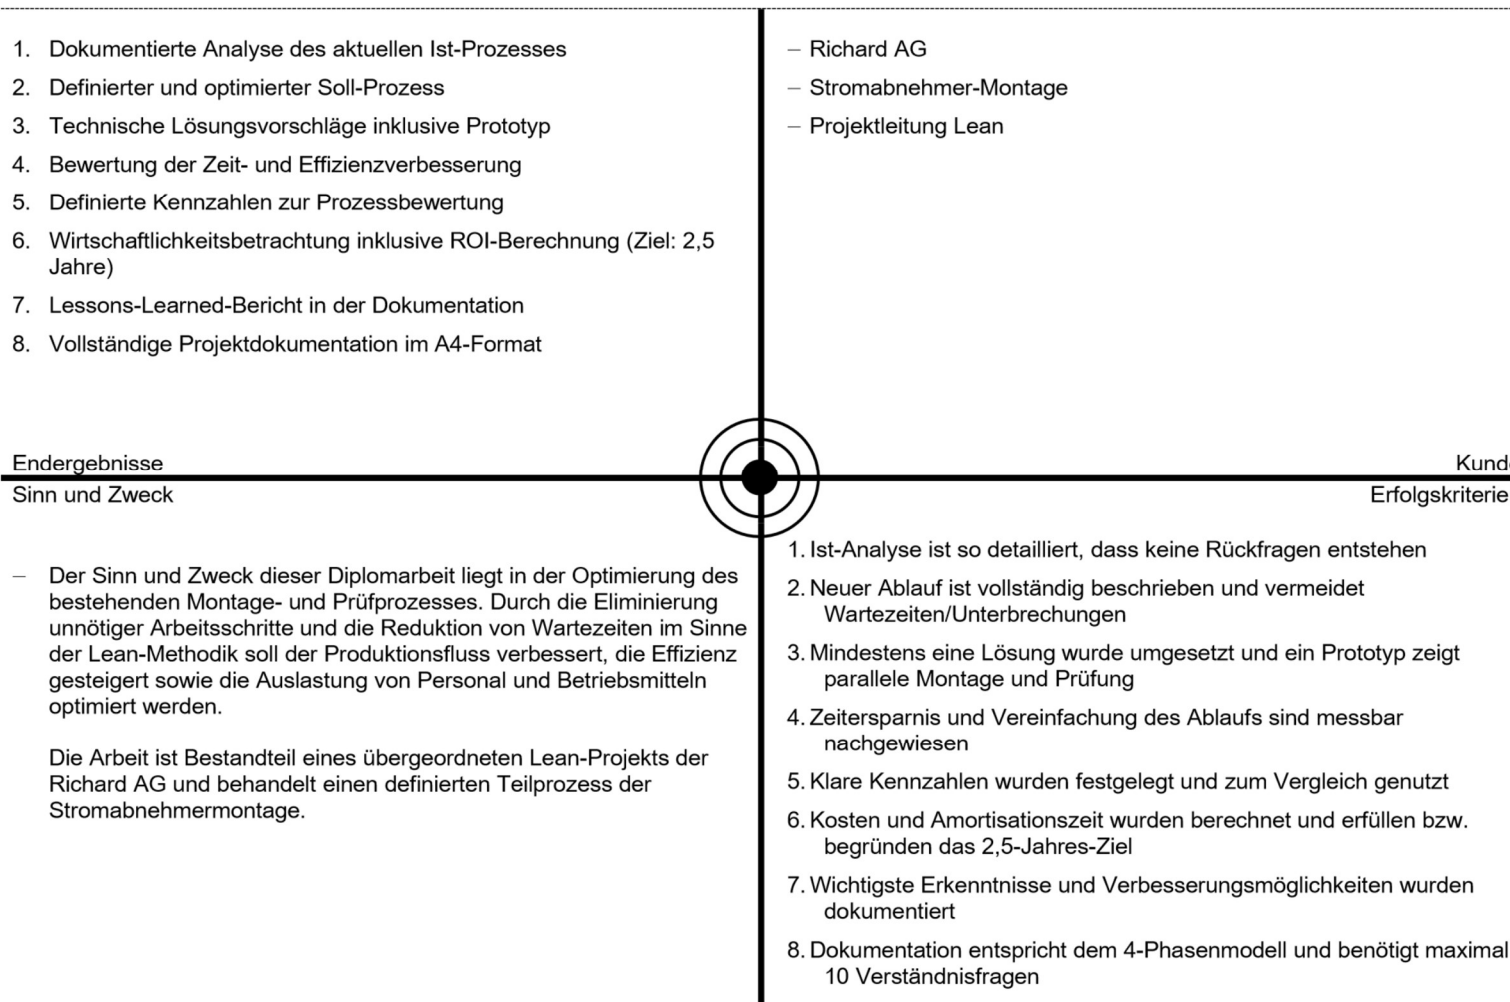 1. Dokumentierte Analyse des aktuellen Ist-Prozesses
2. Definierter und optimierter Soll-Prozess
3. Technische Lösungsvorschläge inklusive Prototyp
4. Bewertung der Zeit- und Effizienzverbesserung
5. Definierte Kennzahlen zur Prozessbewertung
6. Wirtschaftlichkeitsbetrachtung inklusive ROI-Berechnung (Ziel: 2,5
Jahre)
7. Lessons-Learned-Bericht in der Dokumentation
8. Vollständige Projektdokumentation im A4-Format
Endergebnisse
– Richard AG
– Stromabnehmer-Montage
– Projektleitung Lean
Kund
Sinn und Zweck
– Der Sinn und Zweck dieser Diplomarbeit liegt in der Optimierung des
bestehenden Montage- und Prüfprozesses. Durch die Eliminierung
unnötiger Arbeitsschritte und die Reduktion von Wartezeiten im Sinne
der Lean-Methodik soll der Produktionsfluss verbessert, die Effizienz
gesteigert sowie die Auslastung von Personal und Betriebsmitteln
optimiert werden.
Die Arbeit ist Bestandteil eines übergeordneten Lean-Projekts der
Richard AG und behandelt einen definierten Teilprozess der
Stromabnehmermontage.
Erfolgskriterie
1. Ist-Analyse ist so detailliert, dass keine Rückfragen entstehen
2. Neuer Ablauf ist vollständig beschrieben und vermeidet
Wartezeiten/Unterbrechungen
3. Mindestens eine Lösung wurde umgesetzt und ein Prototyp zeigt
parallele Montage und Prüfung
4. Zeitersparnis und Vereinfachung des Ablaufs sind messbar
nachgewiesen
5. Klare Kennzahlen wurden festgelegt und zum Vergleich genutzt
6. Kosten und Amortisationszeit wurden berechnet und erfüllen bzw.
begründen das 2,5-Jahres-Ziel
7. Wichtigste Erkenntnisse und Verbesserungsmöglichkeiten wurden
dokumentiert
8. Dokumentation entspricht dem 4-Phasenmodell und benötigt maximal
10 Verständnisfragen